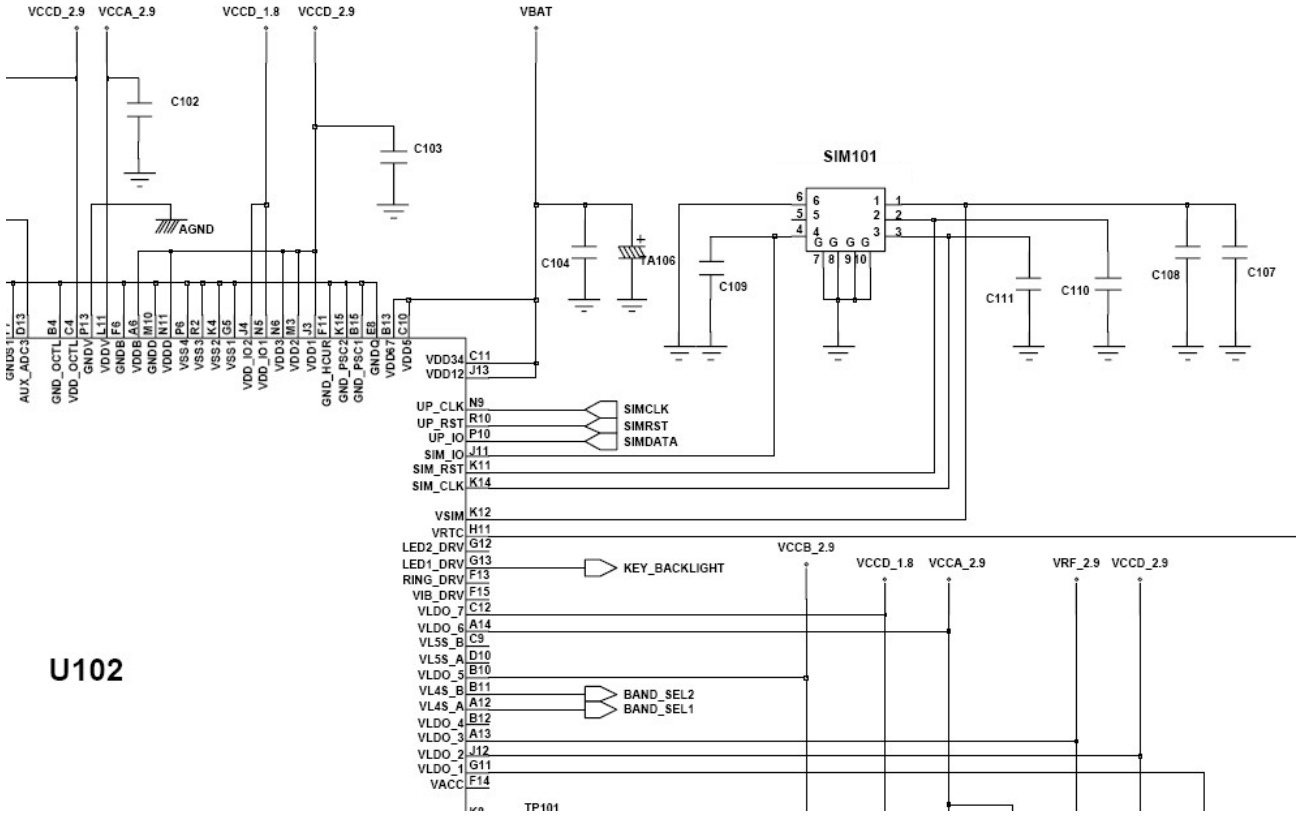 VCCD_2.9 VCCA_2.9 VCCD_1.8 VCCD_2.9 VBAT
C102
C103
SIM101
AGND
C104
TA106
C109
6 6 1 1
5 5 2 2
4 4 3 3
G G G G
7 8 9 10
C111
C110
C108
C107
D13 B4 C4 P13 L11 F6 A6 M10 N11 P6 R2 K4 G5 J4 N5 N6 M3 J3 F11 K15 B15 E8 B13 C10
GNDS1
AUX_ADC3
GND_OCTL
VDD_OCTL
GNDV
VDDV
GNDB
VDDB
GNDD
VDDD
VSS4
VSS3
VSS2
VSS1
VDD_IO2
VDD_IO1
VDD3
VDD2
VDD1
GND_HCUR
GND_PSC2
GND_PSC1
GNDQ
VDD67
VDD5
VDD34 C11
VDD12 J13
UP_CLK N9 SIMCLK
UP_RST R10 SIMRST
UP_IO P10 SIMDATA
SIM_IO J11
SIM_RST K11
SIM_CLK K14
VSIM K12
VRTC H11
LED2_DRV G12
LED1_DRV G13 KEY_BACKLIGHT
RING_DRV F13
VIB_DRV F15
VLDO_7 C12
VLDO_6 A14
VL5S_B C9
VL5S_A D10
VLDO_5 B10
VL4S_B B11 BAND_SEL2
VL4S_A A12 BAND_SEL1
VLDO_4 B12
VLDO_3 A13
VLDO_2 J12
VLDO_1 G11
VACC F14
VCCB_2.9
VCCD_1.8 VCCA_2.9 VRF_2.9 VCCD_2.9
U102
TP101